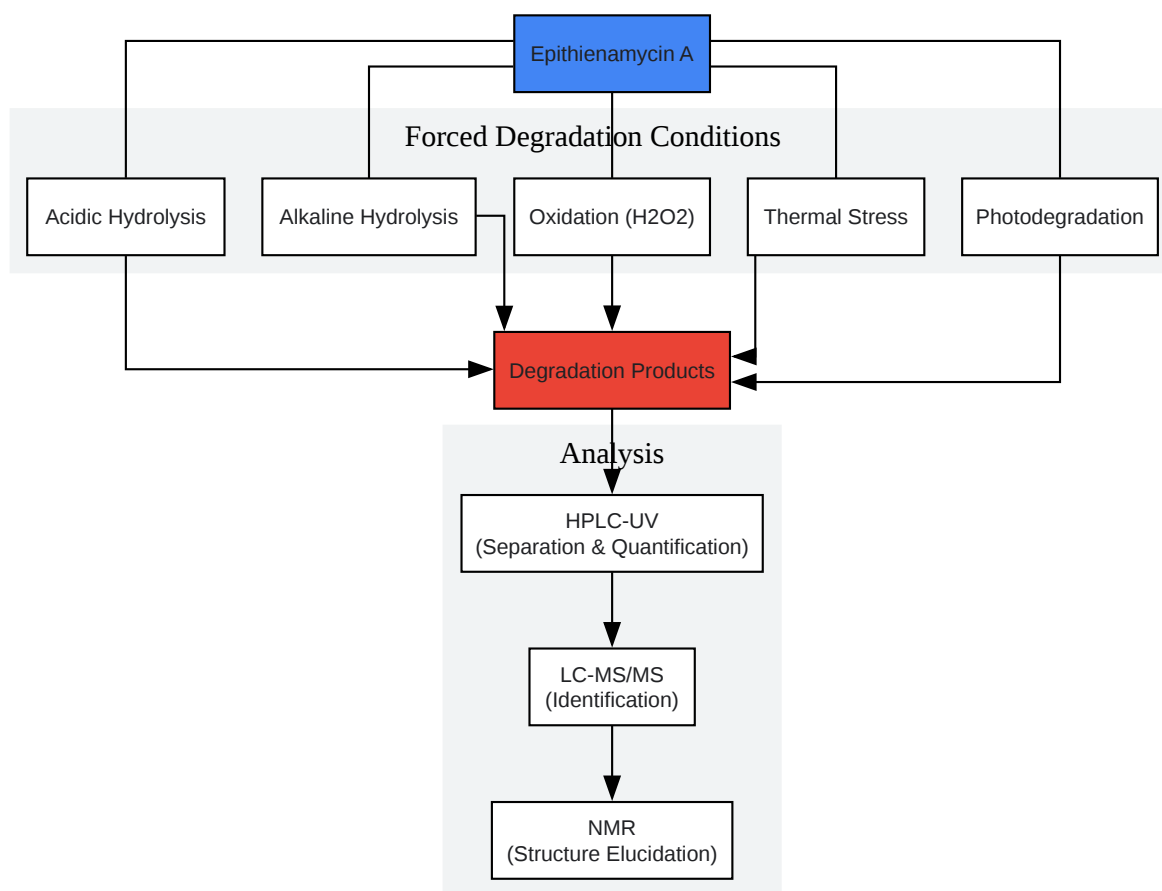 Epithienamycin A
Forced Degradation Conditions
Acidic Hydrolysis
Alkaline Hydrolysis
Oxidation (H2O2)
Thermal Stress
Photodegradation
Degradation Products
Analysis
HPLC-UV
(Separation & Quantification)
LC-MS/MS
(Identification)
NMR
(Structure Elucidation)